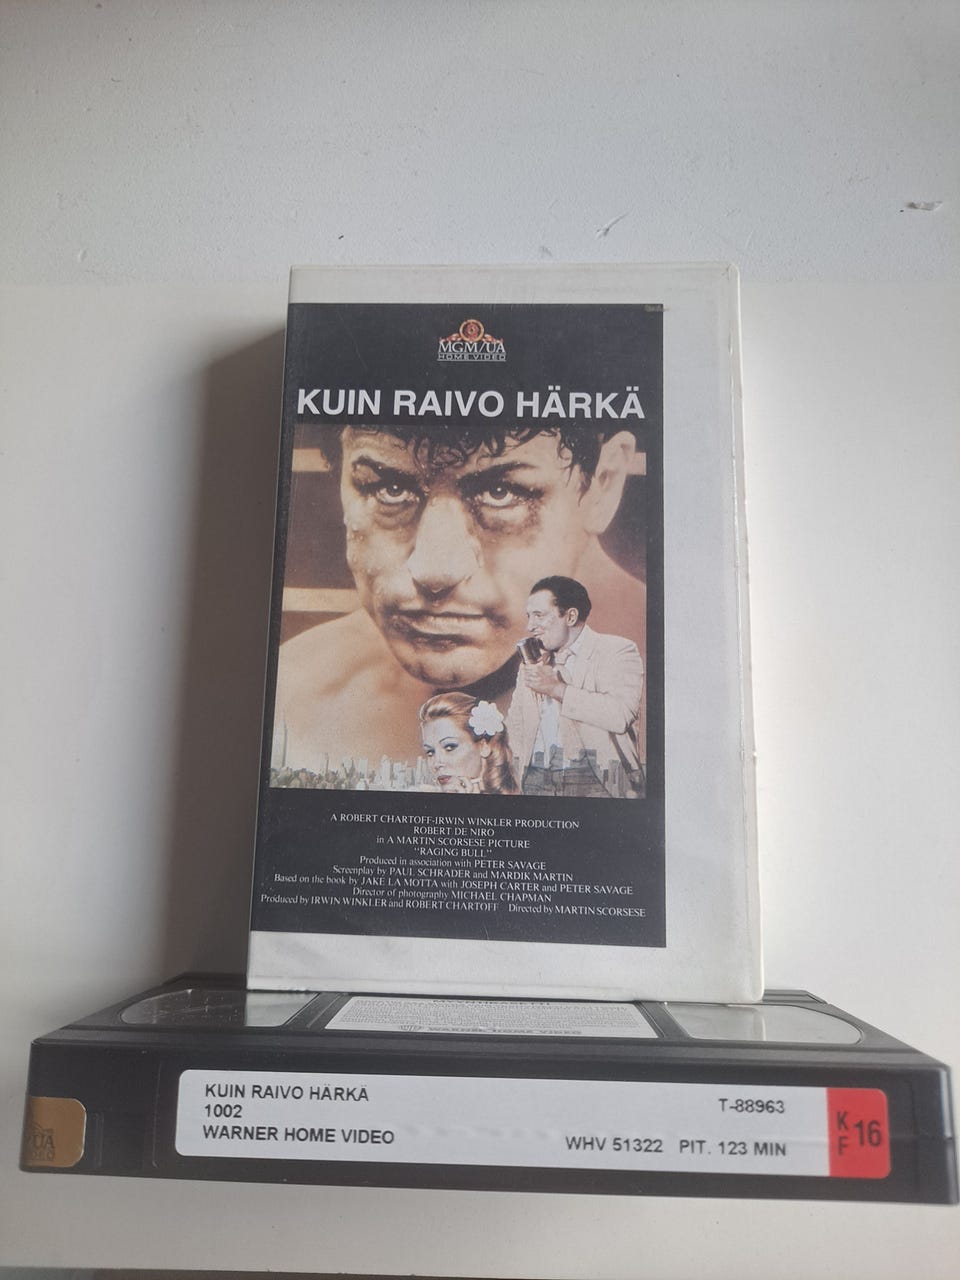 MGM/UA
HOME VIDEO
KUIN RAIVO HÄRKÄ
A ROBERT CHARTOFF-IRWIN WINKLER PRODUCTION
ROBERT DE NIRO
in A MARTIN SCORSESE PICTURE
"RAGING BULL"
Produced in association with PETER SAVAGE
Screenplay by PAUL SCHRADER and MARDIK MARTIN
Based on the book by JAKE LA MOTTA with JOSEPH CARTER and PETER SAVAGE
Director of photography MICHAEL CHAPMAN
Produced by IRWIN WINKLER and ROBERT CHARTOFF Directed by MARTIN SCORSESE
KUIN RAIVO HÄRKÄ
1002
WARNER HOME VIDEO
T-88963
WHV 51322 PIT. 123 MIN
K
F 16